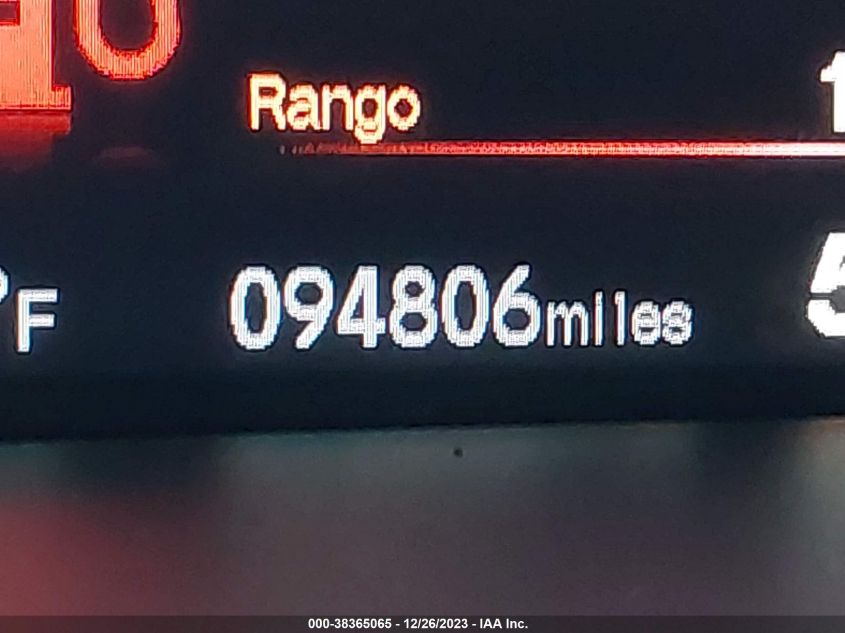 Rango
°F 094806miles
000-38365065 - 12/26/2023 - IAA Inc.